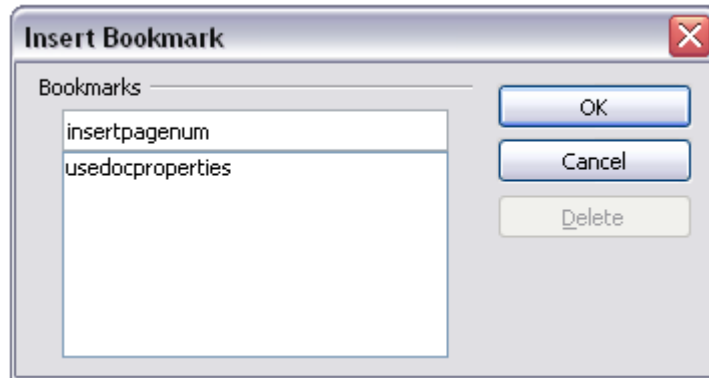 Insert Bookmark
Bookmarks
OK
insertpagenum
usedocproperties
Cancel
Delete